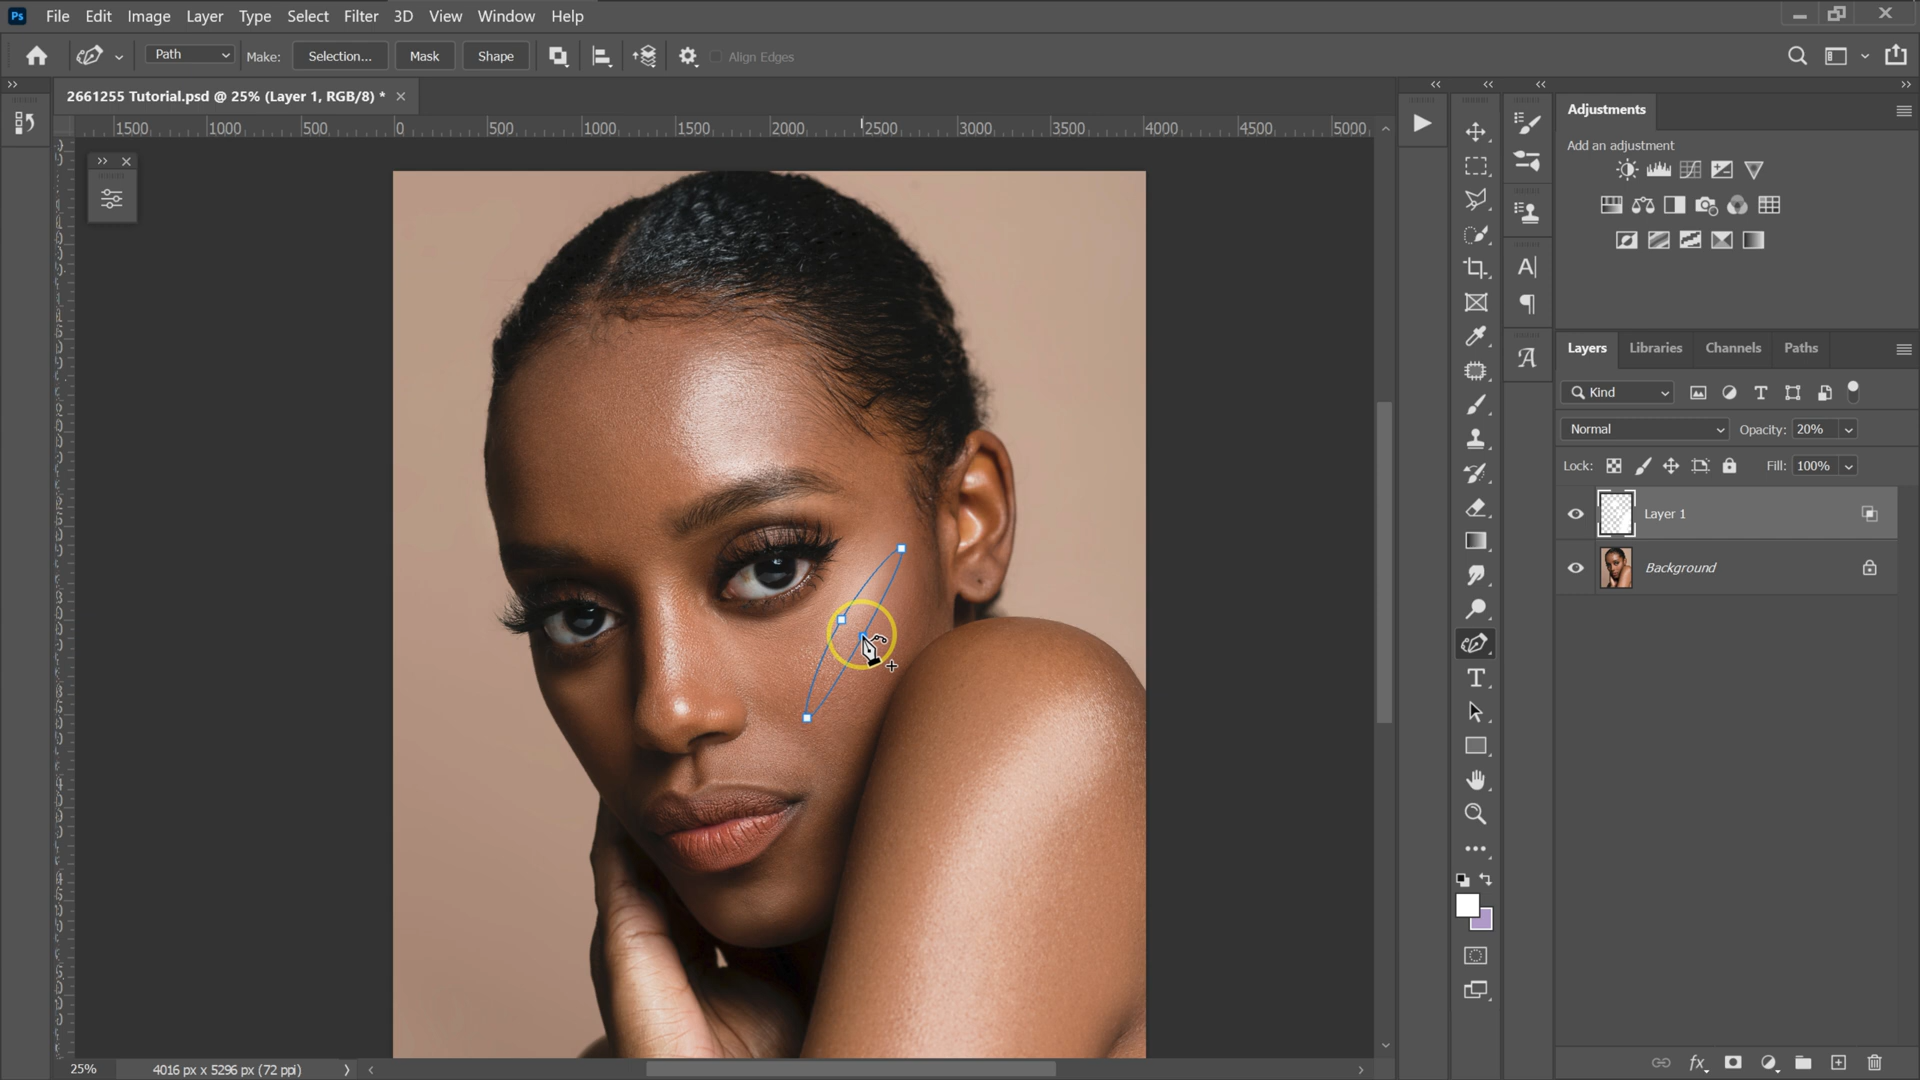 Ps File Edit Image Layer Type Select Filter 3D View Window Help
Path Make: Selection... Mask Shape Align Edges
2661255 Tutorial.psd @ 25% (Layer 1, RGB/8) *
1500 1000 500 0 500 1000 1500 2000 2500 3000 3500 4000 4500 5000
Adjustments
Add an adjustment
Layers Libraries Channels Paths
Kind
Normal Opacity: 20%
Lock: Fill: 100%
Layer 1
Background
fx
25% 4016 px x 5296 px (72 ppi)